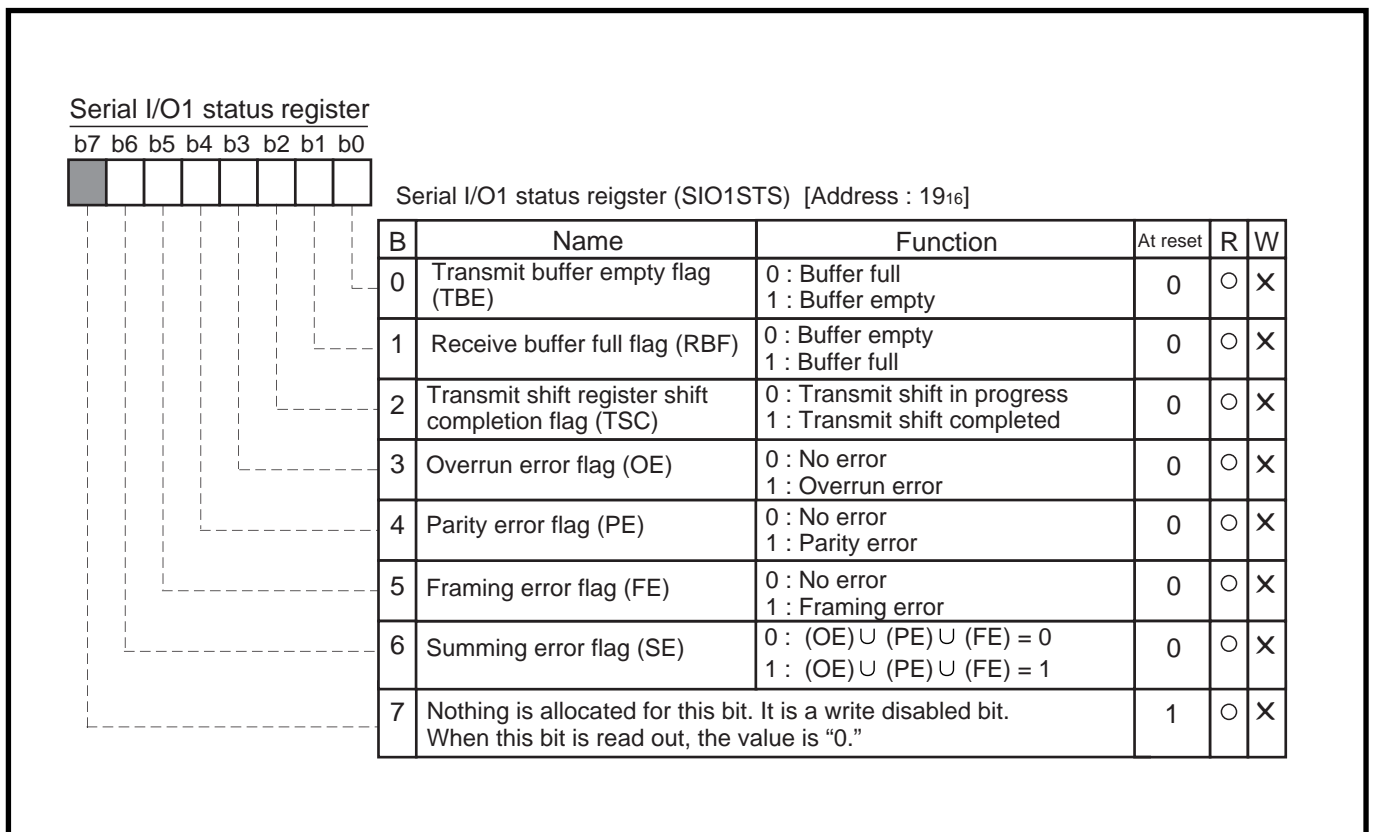 Serial I/O1 status register
b7 b6 b5 b4 b3 b2 b1 b0
Serial I/O1 status reigster (SIO1STS) [Address : 1916]
B Name Function At reset R W
0 Transmit buffer empty flag (TBE) 0 : Buffer full 1 : Buffer empty 0 ○ ×
1 Receive buffer full flag (RBF) 0 : Buffer empty 1 : Buffer full 0 ○ ×
2 Transmit shift register shift completion flag (TSC) 0 : Transmit shift in progress 1 : Transmit shift completed 0 ○ ×
3 Overrun error flag (OE) 0 : No error 1 : Overrun error 0 ○ ×
4 Parity error flag (PE) 0 : No error 1 : Parity error 0 ○ ×
5 Framing error flag (FE) 0 : No error 1 : Framing error 0 ○ ×
6 Summing error flag (SE) 0 : (OE) ∪ (PE) ∪ (FE) = 0 1 : (OE) ∪ (PE) ∪ (FE) = 1 0 ○ ×
7 Nothing is allocated for this bit. It is a write disabled bit. When this bit is read out, the value is “0.” 1 ○ ×